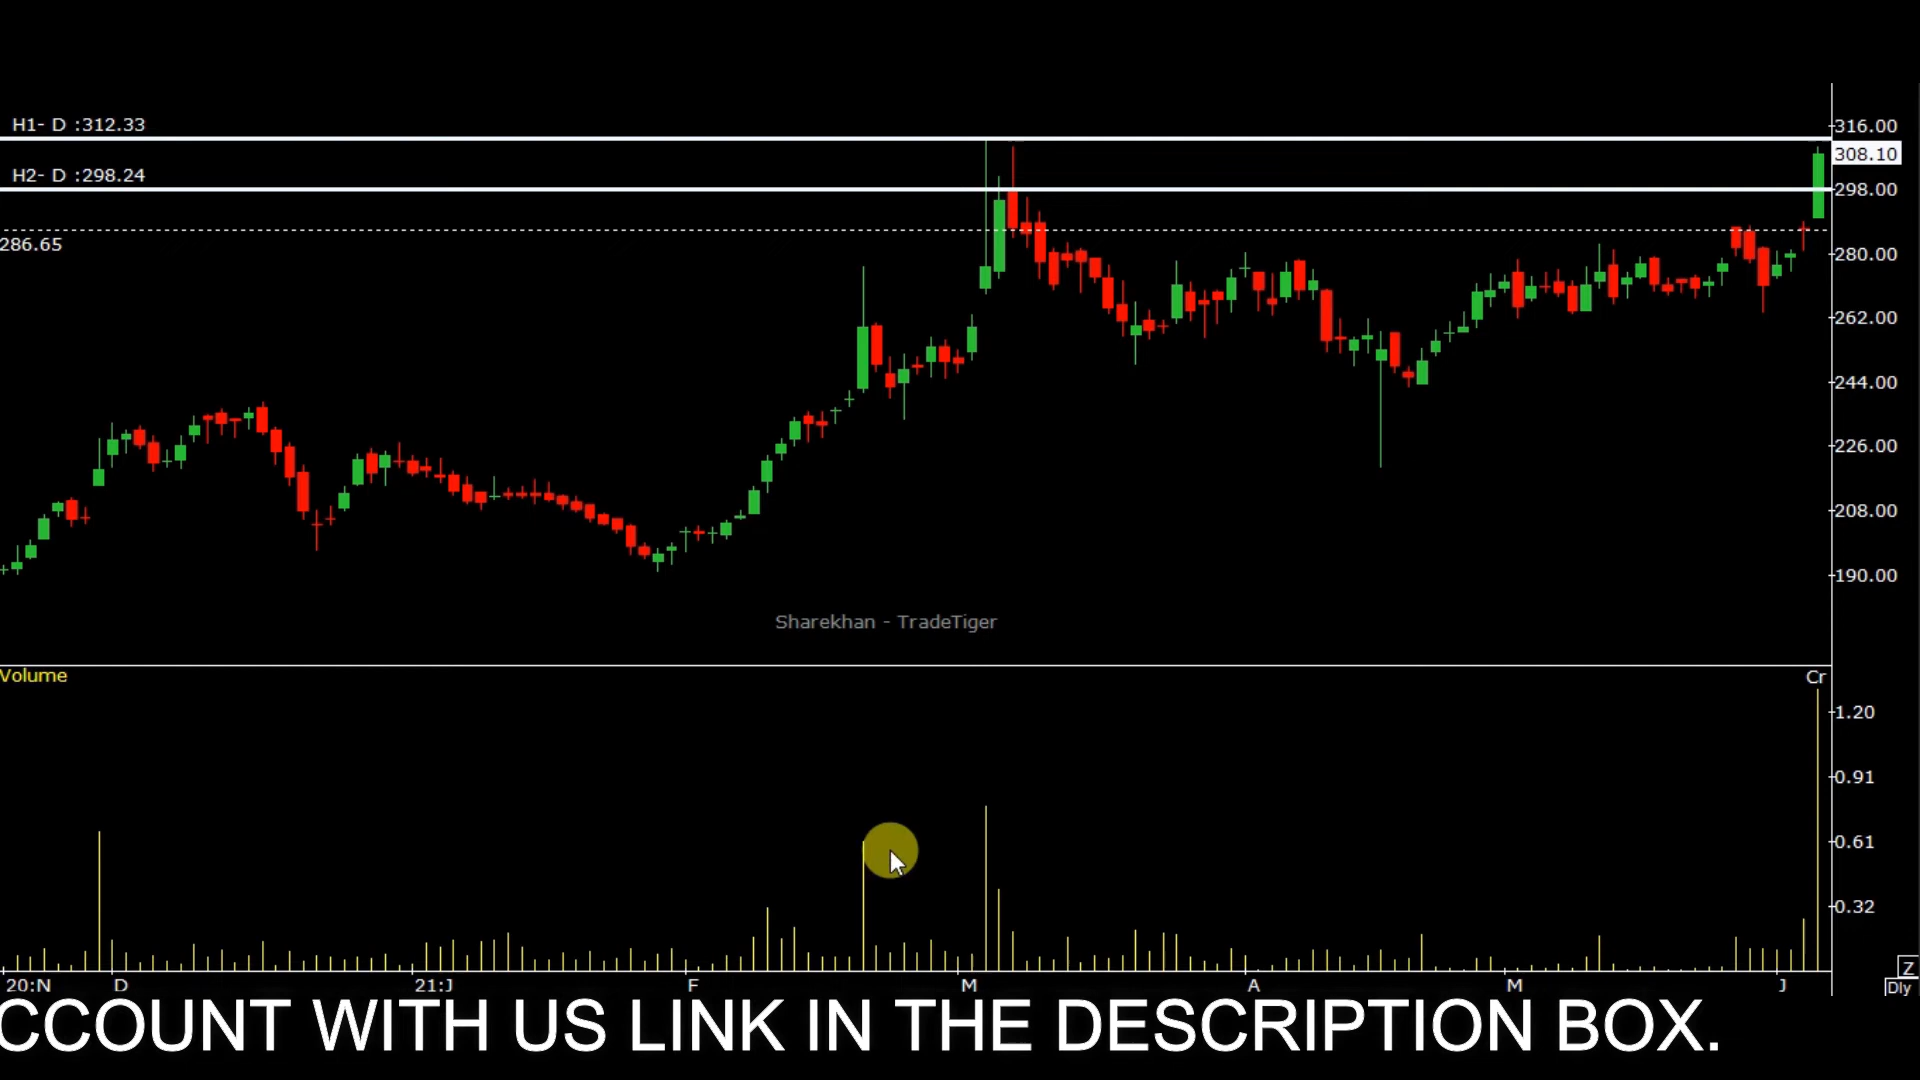 H1- D :312.33
316.00
308.10
H2- D :298.24
298.00
286.65
280.00
262.00
244.00
226.00
208.00
190.00
Sharekhan - TradeTiger
Volume
Cr
1.20
0.91
0.61
0.32
Z
20:N D 21:J F M A M J
Dly
CCOUNT WITH US LINK IN THE DESCRIPTION BOX.